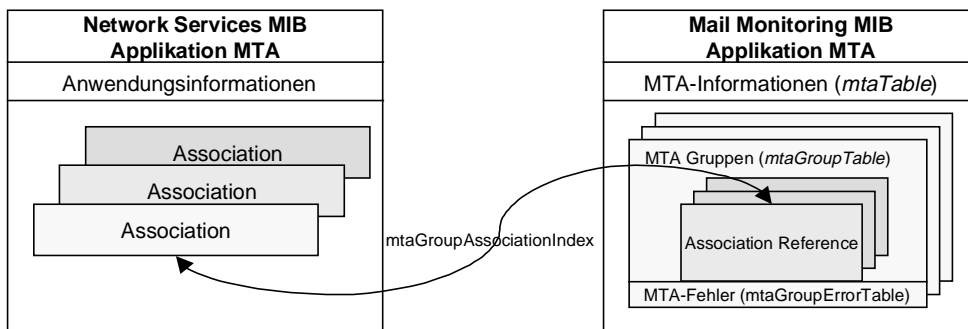 Network Services MIB
Applikation MTA
Anwendungsinformationen
Association
Association
Association
mtaGroupAssociationIndex
Mail Monitoring MIB
Applikation MTA
MTA-Informationen (mtaTable)
MTA Gruppen (mtaGroupTable)
Association Reference
MTA-Fehler (mtaGroupErrorTable)